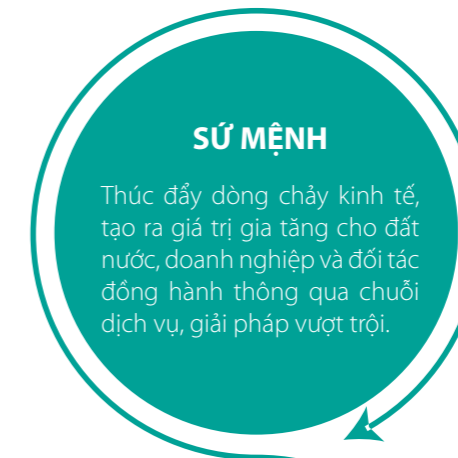 SỨ MỆNH
Thúc đẩy dòng chảy kinh tế,
tạo ra giá trị gia tăng cho đất
nước, doanh nghiệp và đối tác
đồng hành thông qua chuỗi
dịch vụ, giải pháp vượt trội.